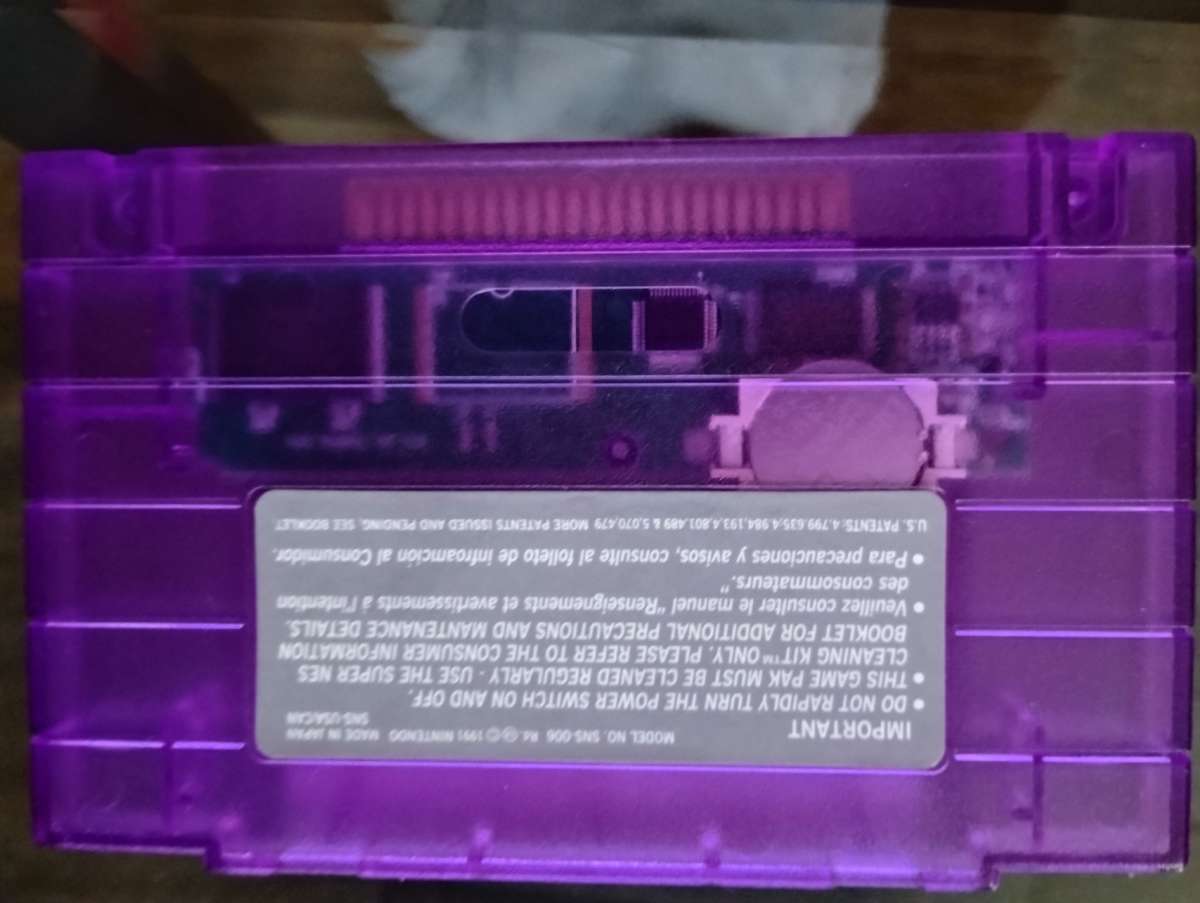 IMPORTANT
MODEL NO. SNS-006 R4 ©1991 NINTENDO MADE IN JAPAN
SNS-USA/CAN
● DO NOT RAPIDLY TURN THE POWER SWITCH ON AND OFF.
● THIS GAME PAK MUST BE CLEANED REGULARLY - USE THE SUPER NES
CLEANING KIT™ ONLY. PLEASE REFER TO THE CONSUMER INFORMATION
BOOKLET FOR ADDITIONAL PRECAUTIONS AND MAINTENANCE DETAILS.
● Veuillez consulter le manuel "Renseignements et avertissements à l'intention
des consommateurs."
● Para precauciones y avisos, consulte al folleto de infroamción al Consumidor.
U.S. PATENTS: 4.799.635-4.984,193.4,801.489 & 5,070,479 MORE PATENTS ISSUED AND PENDING, SEE BOOKLET